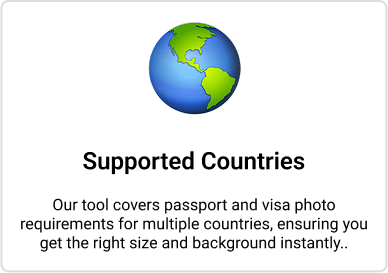 Supported Countries
Our tool covers passport and visa photo
requirements for multiple countries, ensuring you
get the right size and background instantly..